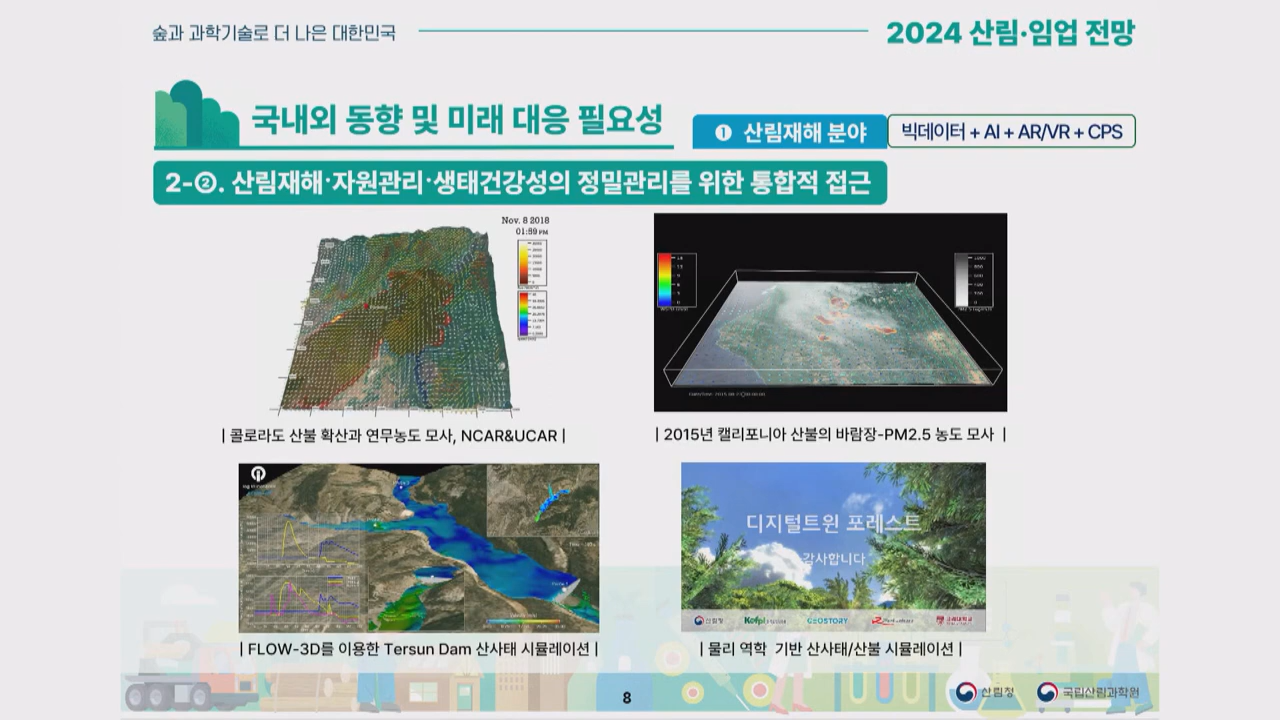 숲과 과학기술로 더 나은 대한민국
2024 산림·임업 전망
국내외 동향 및 미래 대응 필요성
❶ 산림재해 분야
빅데이터 + AI + AR/VR + CPS
2-②. 산림재해·자원관리·생태건강성의 정밀관리를 위한 통합적 접근
Nov. 8 2018
01:59 PM
| 콜로라도 산불 확산과 연무농도 모사, NCAR&UCAR |
| 2015년 캘리포니아 산불의 바람장-PM2.5 농도 모사 |
디지털트윈 포레스트
감사합니다
산림청
GEOSTORY
| FLOW-3D를 이용한 Tersun Dam 산사태 시뮬레이션 |
| 물리 역학 기반 산사태/산불 시뮬레이션 |
8
산림청
국립산림과학원